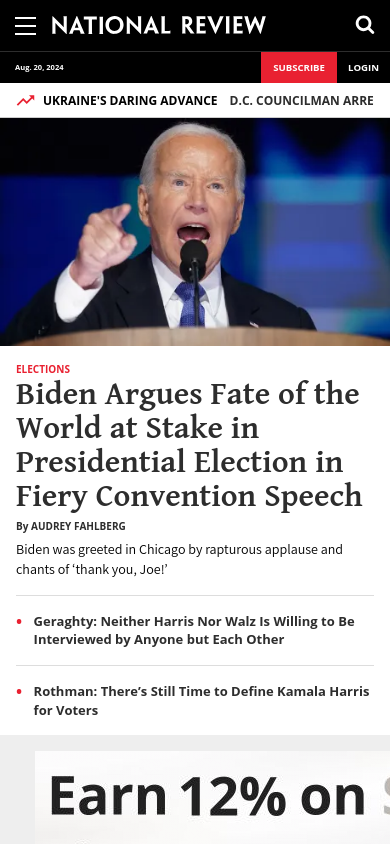 NATIONAL REVIEW
Aug. 20, 2024
SUBSCRIBE
LOGIN
UKRAINE'S DARING ADVANCE D.C. COUNCILMAN ARRE
ELECTIONS
Biden Argues Fate of the
World at Stake in
Presidential Election in
Fiery Convention Speech
By AUDREY FAHLBERG
Biden was greeted in Chicago by rapturous applause and
chants of ‘thank you, Joe!’
• Geraghty: Neither Harris Nor Walz Is Willing to Be
Interviewed by Anyone but Each Other
• Rothman: There’s Still Time to Define Kamala Harris
for Voters
Earn 12% on